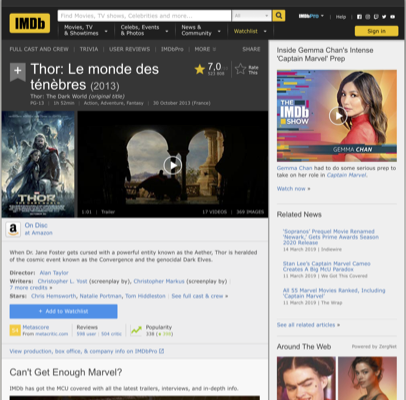 IMDb
Find Movies, TV shows, Celebrities and more...
All
IMDbPro
Help
Movies, TV
& Showtimes
Celebs, Events
& Photos
News &
Community
Watchlist
Sign in
FULL CAST AND CREW | TRIVIA | USER REVIEWS | IMDbPro | MORE
SHARE
Thor: Le monde des
ténèbres (2013)
7,0
Rate
This
Thor: The Dark World (original title)
PG-13 | 1h 52min | Action, Adventure, Fantasy | 30 October 2013 (France)
THOR
1:01 | Trailer
17 VIDEOS | 369 IMAGES
On Disc
at Amazon
When Dr. Jane Foster gets cursed with a powerful entity known as the Aether, Thor is heralded
of the cosmic event known as the Convergence and the genocidal Dark Elves.
Director: Alan Taylor
Writers: Christopher L. Yost (screenplay by), Christopher Markus (screenplay by)
7 more credits »
Stars: Chris Hemsworth, Natalie Portman, Tom Hiddleston | See full cast & crew »
+ Add to Watchlist
Metascore
From metacritic.com
Reviews
Popularity
View production, box office, & company info on IMDbPro
Can't Get Enough Marvel?
IMDb has got the MCU covered with all the latest trailers, interviews, and in-depth info.
Inside Gemma Chan's Intense
'Captain Marvel' Prep
THE
IMDb
SHOW
GEMMA CHAN
Gemma Chan had to do some serious prep to
take on her role in Captain Marvel.
Watch now »
Related News
'Sopranos' Prequel Movie Renamed
'Newark,' Gets Prime Awards Season
2020 Release
14 March 2019 | Indiewire
Stan Lee's Captain Marvel Cameo
Creates A Big MCU Paradox
11 March 2019 | We Got This Covered
All 55 Marvel Movies Ranked, Including
'Captain Marvel'
11 March 2019 | The Wrap
See all related articles »
Around The Web
Powered by ZergNet